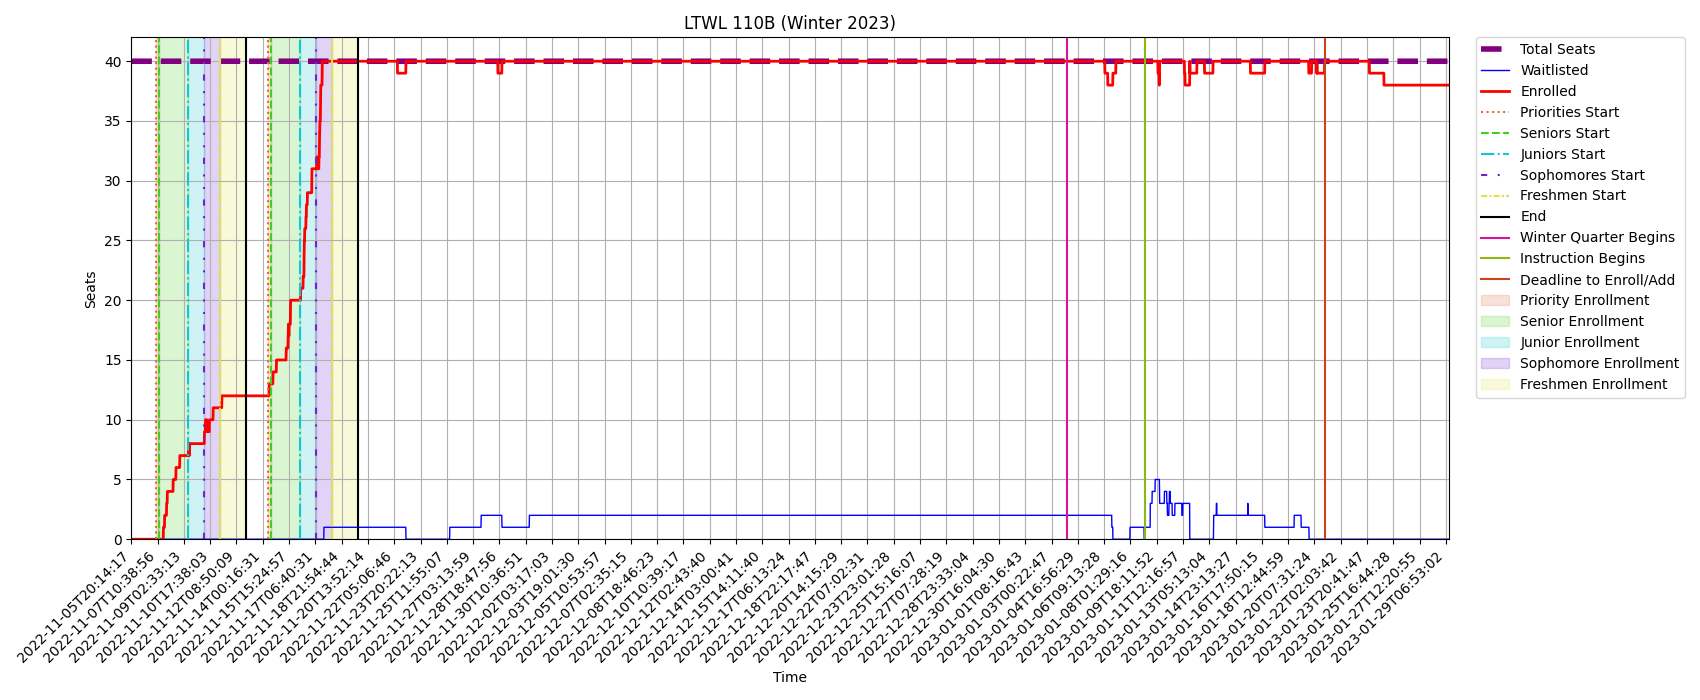 LTWL 110B (Winter 2023)
Seats
40
35
30
25
20
15
10
5
0
2022-11-05T20:14:17
2022-11-07T10:38:56
2022-11-09T02:33:13
2022-11-10T17:38:03
2022-11-12T08:50:09
2022-11-14T00:16:31
2022-11-15T15:24:57
2022-11-17T06:40:31
2022-11-18T21:54:44
2022-11-20T13:52:14
2022-11-22T05:06:46
2022-11-23T20:22:13
2022-11-25T11:55:07
2022-11-27T03:13:59
2022-11-28T18:47:56
2022-11-30T10:36:51
2022-12-02T03:17:03
2022-12-03T19:01:30
2022-12-05T10:53:57
2022-12-07T02:35:15
2022-12-08T18:46:23
2022-12-10T10:39:17
2022-12-12T02:43:40
2022-12-14T03:00:41
2022-12-15T14:11:40
2022-12-17T06:13:24
2022-12-18T22:17:47
2022-12-20T14:15:29
2022-12-22T07:02:31
2022-12-23T23:01:28
2022-12-25T15:16:07
2022-12-27T07:28:19
2022-12-28T23:33:04
2022-12-30T16:04:30
2023-01-01T08:16:43
2023-01-03T00:22:47
2023-01-04T16:56:29
2023-01-06T09:13:28
2023-01-08T01:29:16
2023-01-09T18:11:52
2023-01-11T12:16:57
2023-01-13T05:13:04
2023-01-14T23:13:27
2023-01-16T17:50:15
2023-01-18T12:44:59
2023-01-20T07:31:24
2023-01-22T02:03:42
2023-01-23T20:41:47
2023-01-25T16:44:28
2023-01-27T12:20:55
2023-01-29T06:53:02
Time
Total Seats
Waitlisted
Enrolled
Priorities Start
Seniors Start
Juniors Start
Sophomores Start
Freshmen Start
End
Winter Quarter Begins
Instruction Begins
Deadline to Enroll/Add
Priority Enrollment
Senior Enrollment
Junior Enrollment
Sophomore Enrollment
Freshmen Enrollment